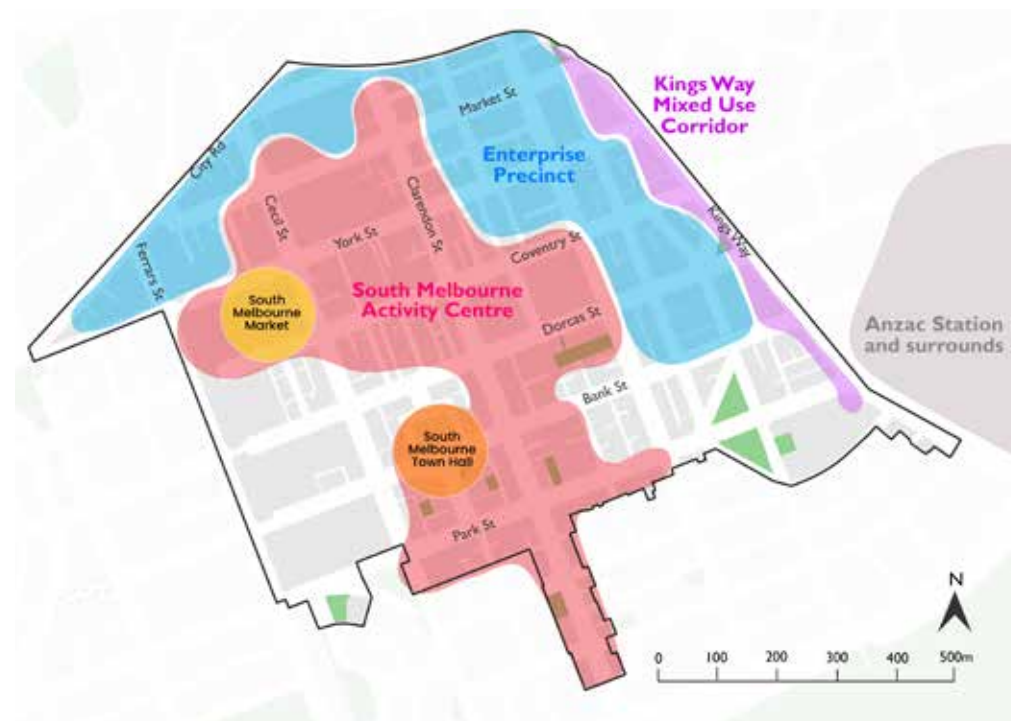 Kings Way
Mixed Use
Corridor
Market St
Enterprise
Precinct
City Rd
Clarendon St
Cecil St
Kings Way
York St
Coventry St
Ferrars St
South Melbourne
Activity Centre
South
Melbourne
Market
Dorcas St
Anzac Station
and surrounds
Bank St
South
Melbourne
Town Hall
Park St
N
0 100 200 300 400 500m